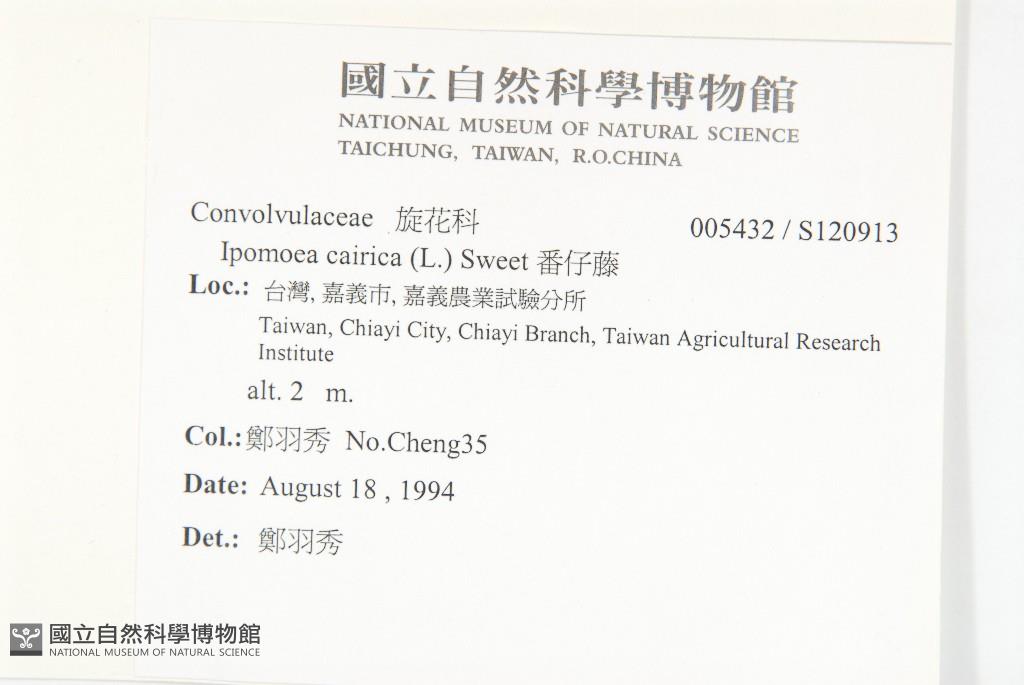 國立自然科學博物館
NATIONAL MUSEUM OF NATURAL SCIENCE
TAICHUNG, TAIWAN, R.O.CHINA
Convolvulaceae 旋花科 005432 / S120913
Ipomoea cairica (L.) Sweet 番仔藤
Loc.: 台灣, 嘉義市, 嘉義農業試驗分所
Taiwan, Chiayi City, Chiayi Branch, Taiwan Agricultural Research
Institute
alt. 2 m.
Col.: 鄭羽秀 No.Cheng35
Date: August 18 , 1994
Det.: 鄭羽秀
國立自然科學博物館
NATIONAL MUSEUM OF NATURAL SCIENCE